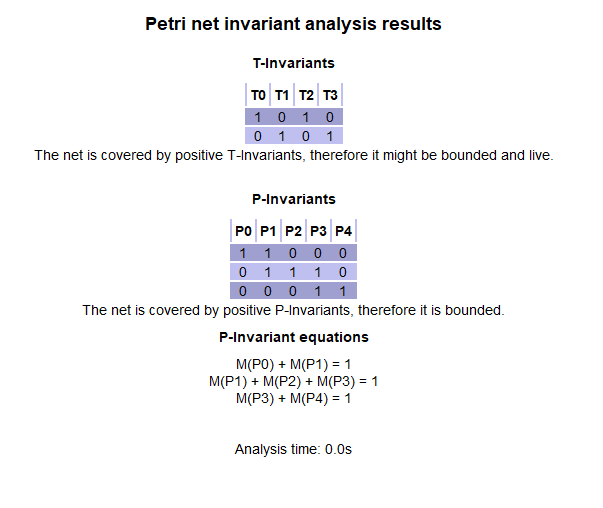 Petri net invariant analysis results
T-Invariants
T0 T1 T2 T3
1 0 1 0
0 1 0 1
The net is covered by positive T-Invariants, therefore it might be bounded and live.
P-Invariants
P0 P1 P2 P3 P4
1 1 0 0 0
0 1 1 1 0
0 0 0 1 1
The net is covered by positive P-Invariants, therefore it is bounded.
P-Invariant equations
M(P0) + M(P1) = 1
M(P1) + M(P2) + M(P3) = 1
M(P3) + M(P4) = 1
Analysis time: 0.0s